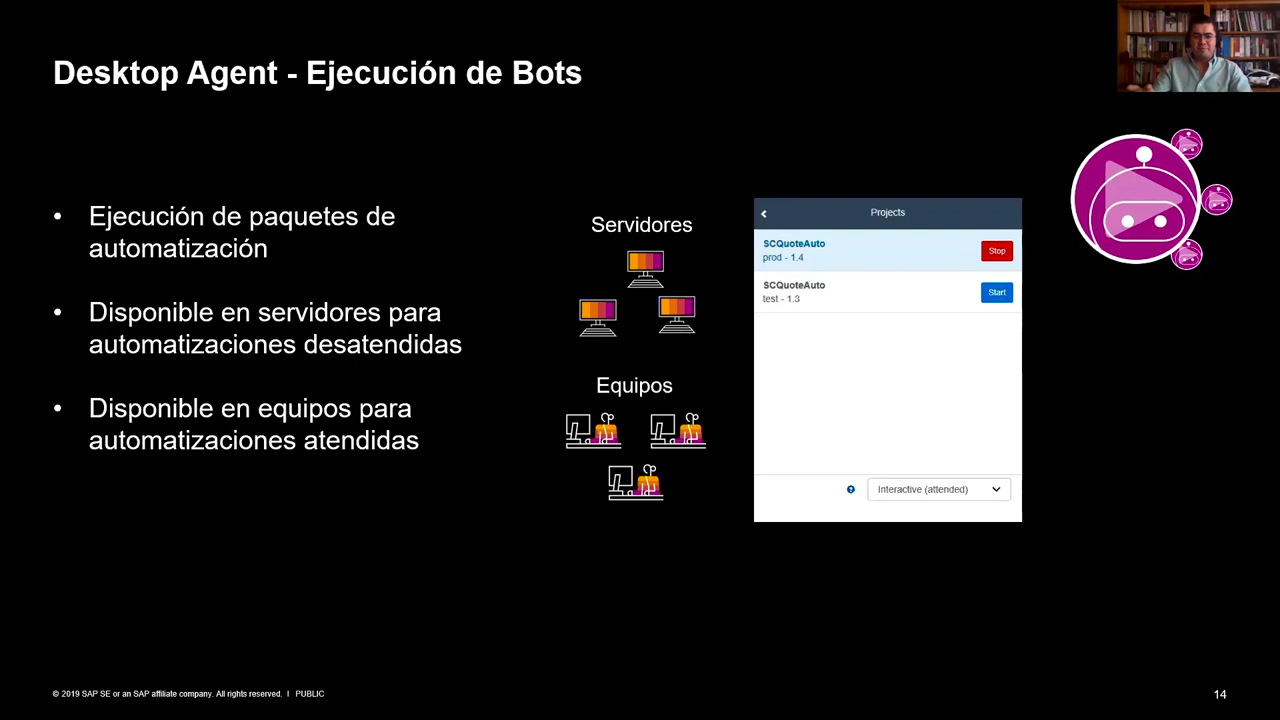 Desktop Agent - Ejecución de Bots
• Ejecución de paquetes de
automatización
• Disponible en servidores para
automatizaciones desatendidas
• Disponible en equipos para
automatizaciones atendidas
Servidores
Equipos
Projects
SCQuoteAuto
prod - 1.4
Stop
SCQuoteAuto
test - 1.3
Start
Interactive (attended)
© 2019 SAP SE or an SAP affiliate company. All rights reserved. I PUBLIC
14